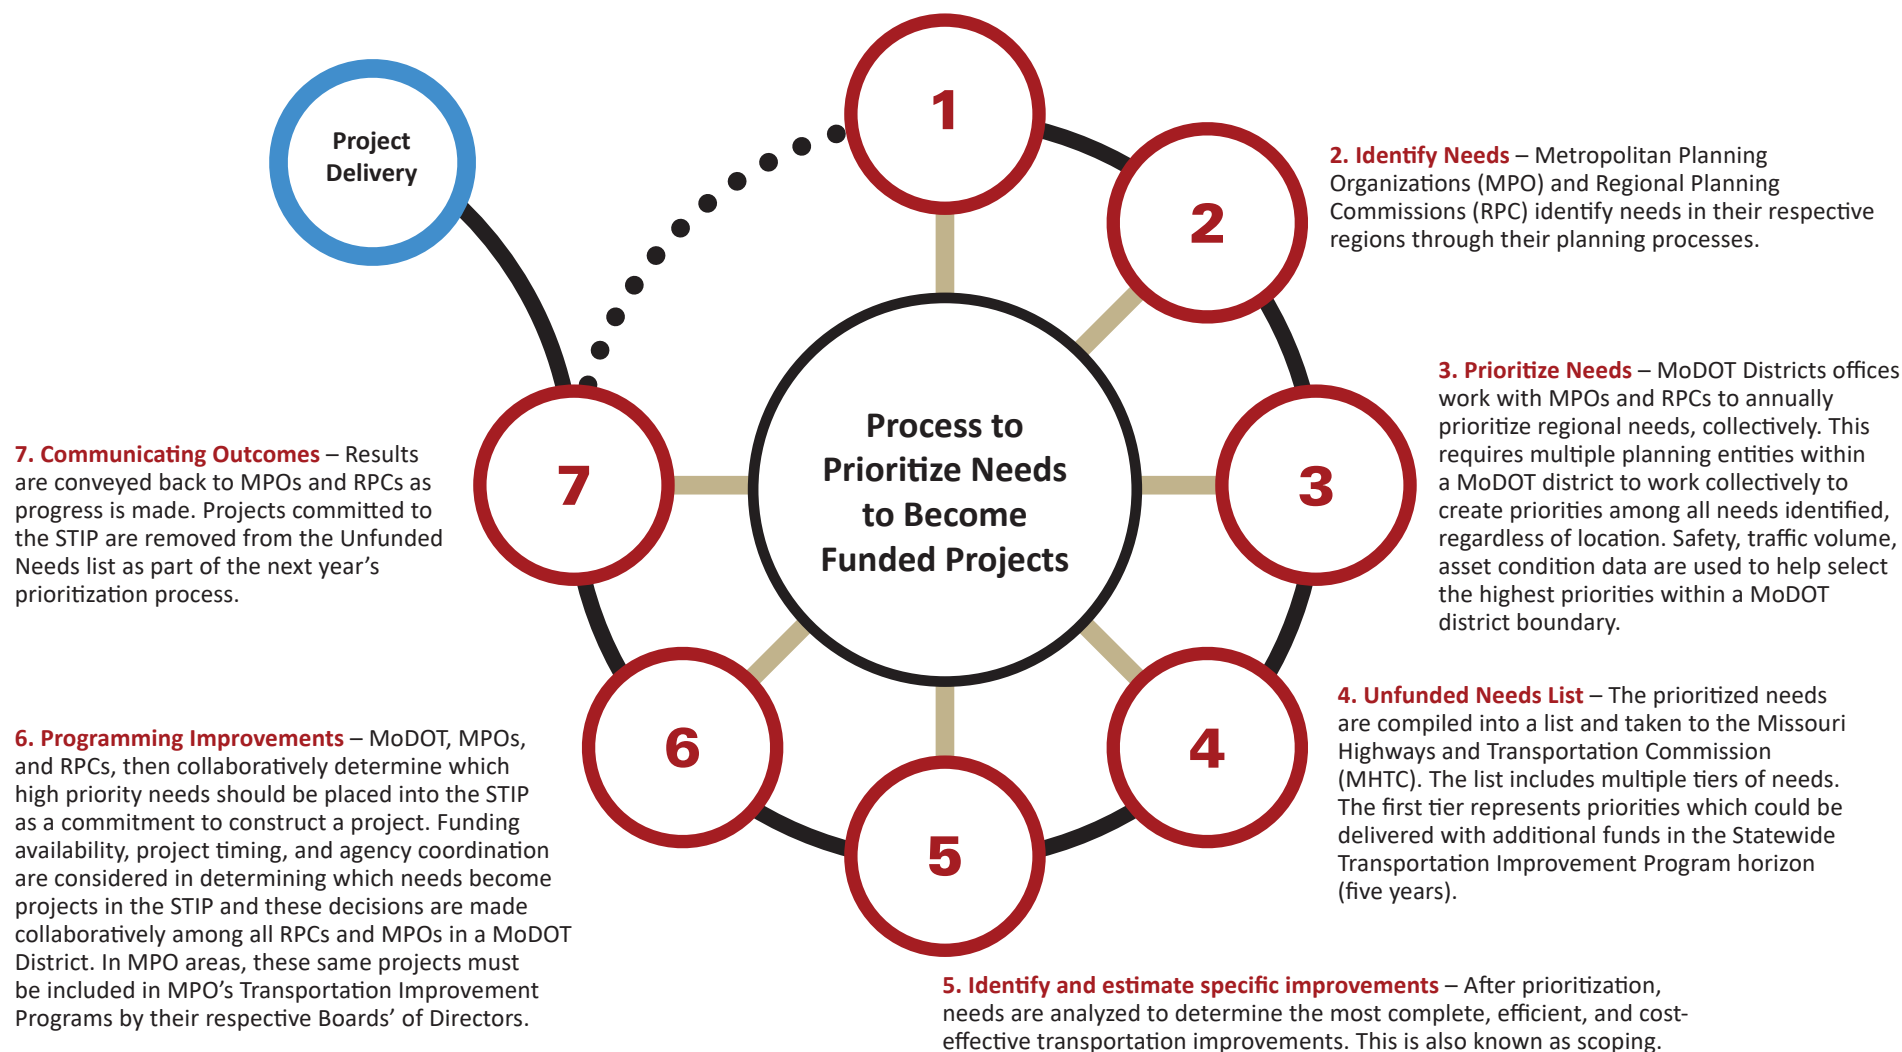 Project
Delivery
1
2
3
4
5
6
7
Process to
Prioritize Needs
to Become
Funded Projects
2. Identify Needs – Metropolitan Planning
Organizations (MPO) and Regional Planning
Commissions (RPC) identify needs in their respective
regions through their planning processes.
3. Prioritize Needs – MoDOT Districts offices
work with MPOs and RPCs to annually
prioritize regional needs, collectively. This
requires multiple planning entities within
a MoDOT district to work collectively to
create priorities among all needs identified,
regardless of location. Safety, traffic volume,
asset condition data are used to help select
the highest priorities within a MoDOT
district boundary.
4. Unfunded Needs List – The prioritized needs
are compiled into a list and taken to the Missouri
Highways and Transportation Commission
(MHTC). The list includes multiple tiers of needs.
The first tier represents priorities which could be
delivered with additional funds in the Statewide
Transportation Improvement Program horizon
(five years).
5. Identify and estimate specific improvements – After prioritization,
needs are analyzed to determine the most complete, efficient, and cost-
effective transportation improvements. This is also known as scoping.
6. Programming Improvements – MoDOT, MPOs,
and RPCs, then collaboratively determine which
high priority needs should be placed into the STIP
as a commitment to construct a project. Funding
availability, project timing, and agency coordination
are considered in determining which needs become
projects in the STIP and these decisions are made
collaboratively among all RPCs and MPOs in a MoDOT
District. In MPO areas, these same projects must
be included in MPO's Transportation Improvement
Programs by their respective Boards' of Directors.
7. Communicating Outcomes – Results
are conveyed back to MPOs and RPCs as
progress is made. Projects committed to
the STIP are removed from the Unfunded
Needs list as part of the next year's
prioritization process.